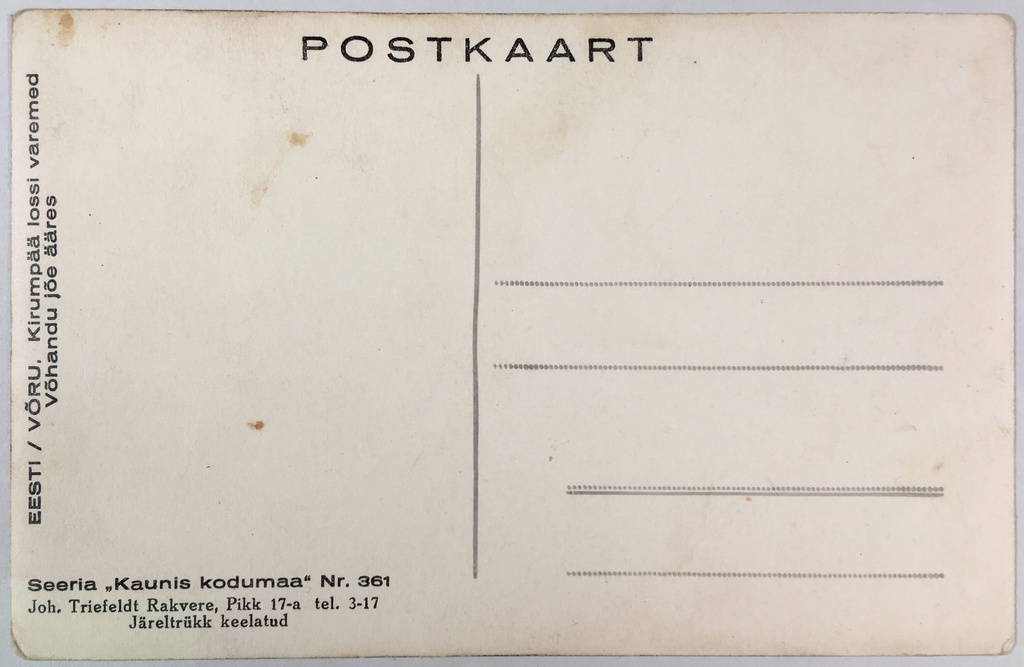 POSTKAART
EESTI / VÕRU. Kirumpää lossi varemed
Võhandu jõe ääres
Seeria „Kaunis kodumaa" Nr. 361
Joh. Triefeldt Rakvere, Pikk 17-a tel. 3-17
Järeltrükk keelatud